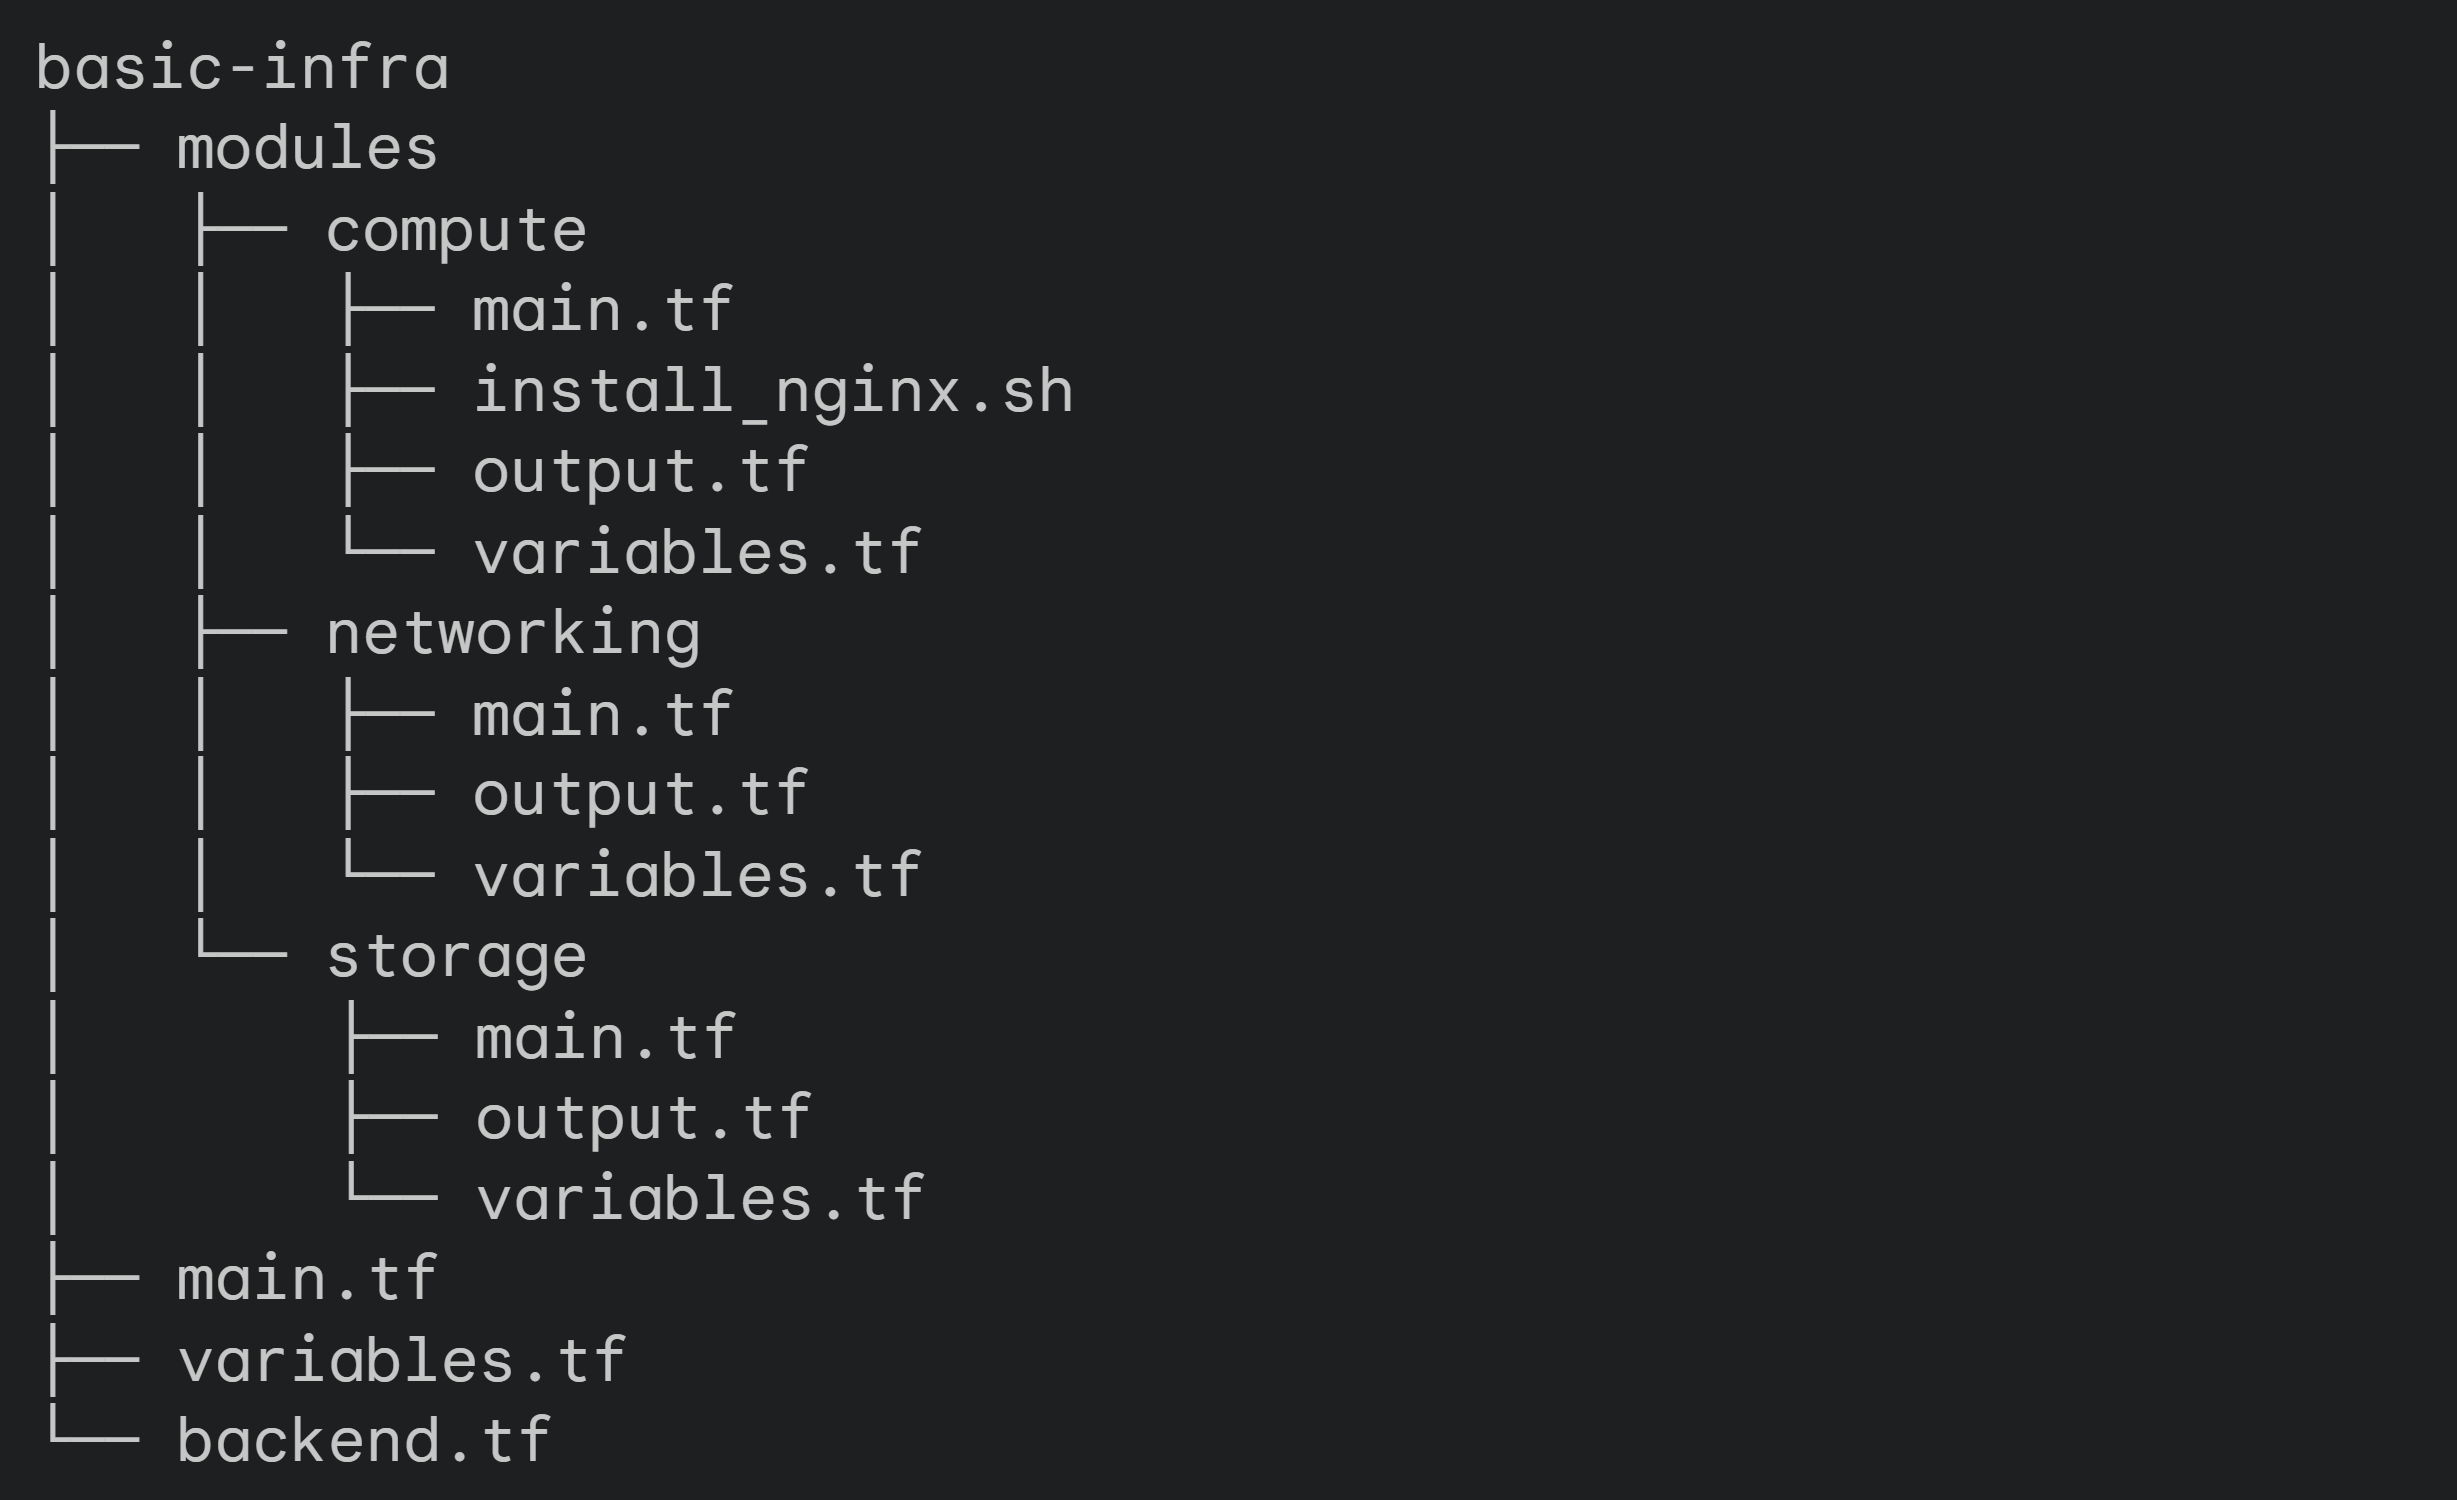 basic-infra
├── modules
│   ├── compute
│   │   ├── main.tf
│   │   ├── install_nginx.sh
│   │   ├── output.tf
│   │   └── variables.tf
│   ├── networking
│   │   ├── main.tf
│   │   ├── output.tf
│   │   └── variables.tf
│   └── storage
│       ├── main.tf
│       ├── output.tf
│       └── variables.tf
├── main.tf
├── variables.tf
└── backend.tf